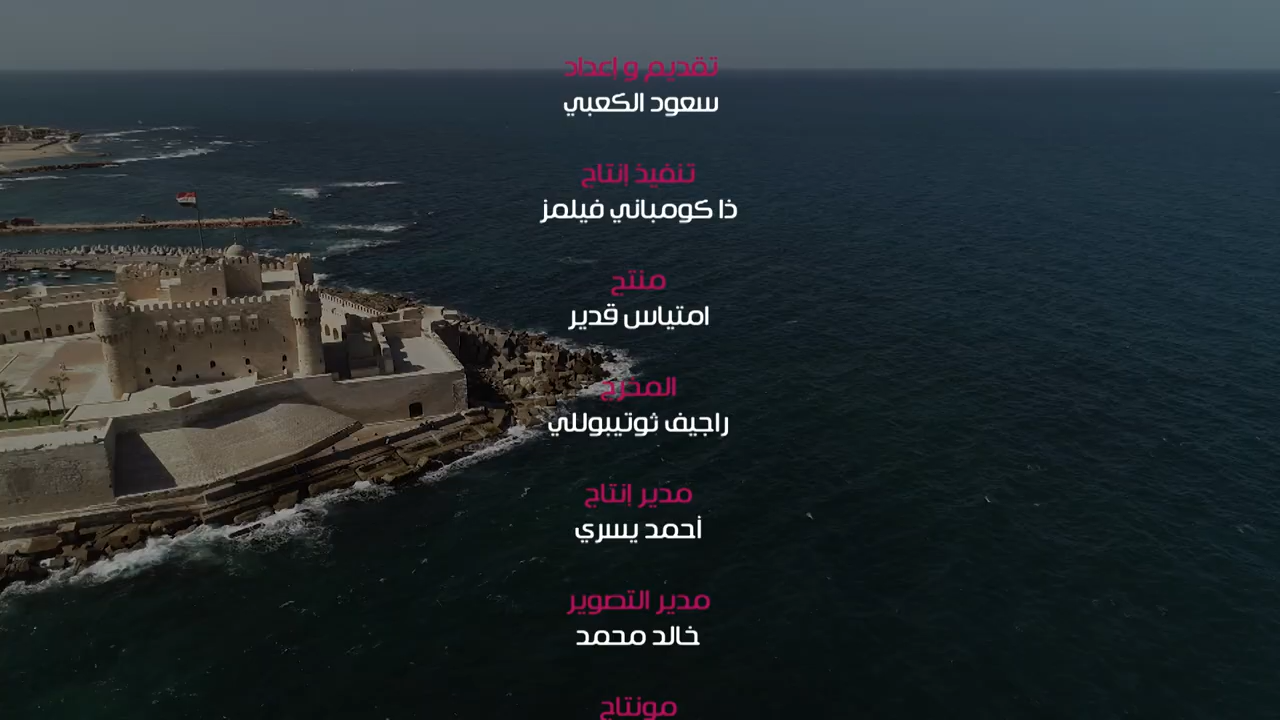 تقديم و إعداد
سعود الكعبي
تنفيذ إنتاج
ذا كومباني فيلمز
منتج
امتياس قدير
المخرج
راجيف ثوتيبوللي
مدير إنتاج
أحمد يسري
مدير التصوير
خالد محمد
مونتاج